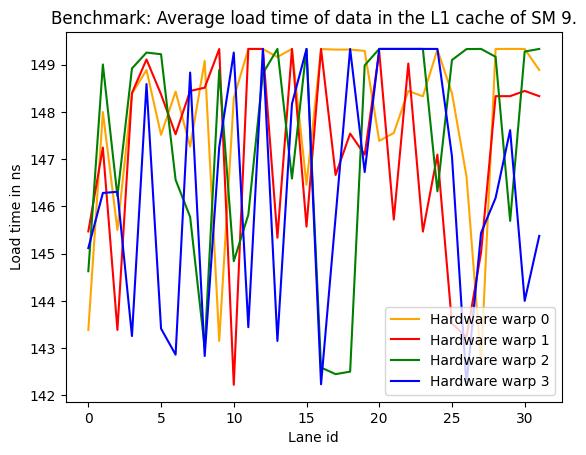 Benchmark: Average load time of data in the L1 cache of SM 9.
Load time in ns
149
148
147
146
145
144
143
142
Hardware warp 0
Hardware warp 1
Hardware warp 2
Hardware warp 3
0 5 10 15 20 25 30
Lane id